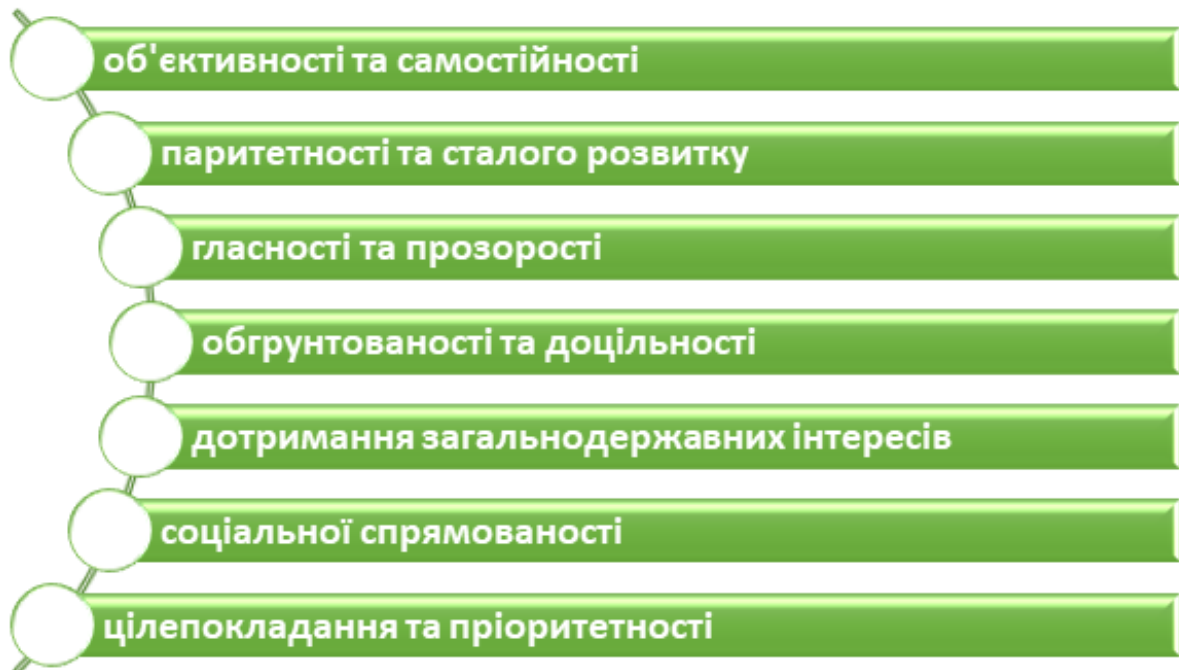 об'єктивності та самостійності
паритетності та сталого розвитку
гласності та прозорості
обгрунтованості та доцільності
дотримання загальнодержавних інтересів
соціальної спрямованості
цілепокладання та пріоритетності